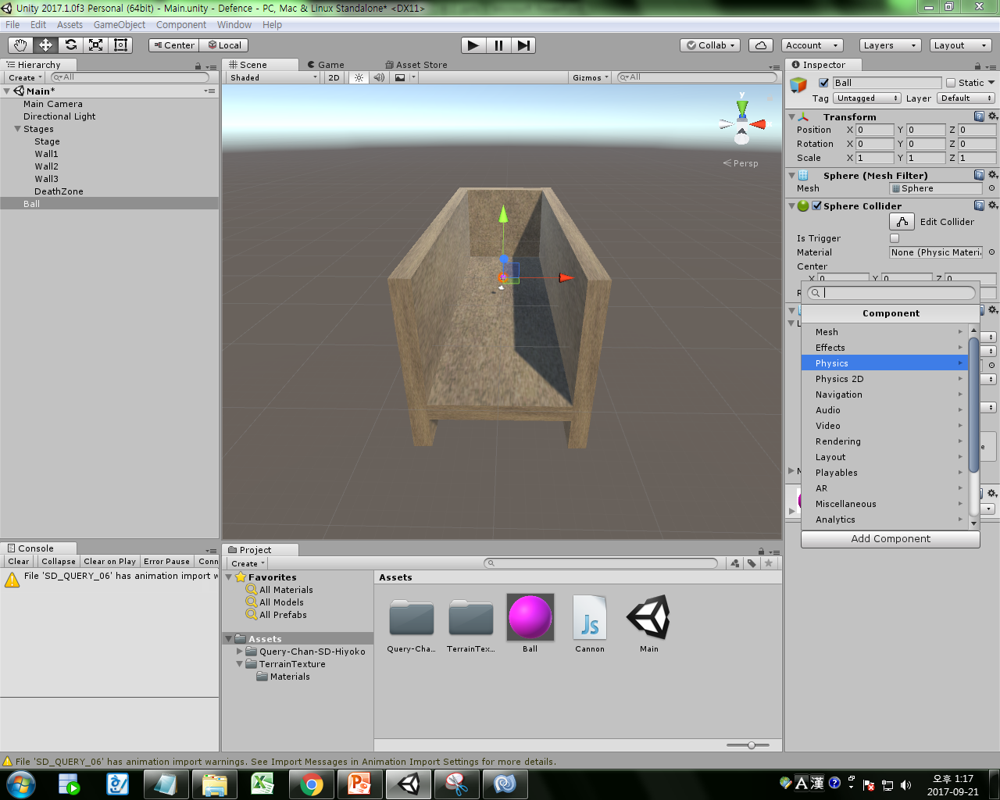 Unity 2017.1.0f3 Personal (64bit) - Main.unity - Defence - PC, Mac & Linux Standalone* <DX11>
File Edit Assets GameObject Component Window Help
Center Local
Collab Account Layers Layout
Hierarchy
Create All
Main*
Main Camera
Directional Light
Stages
Stage
Wall1
Wall2
Wall3
DeathZone
Ball
Scene Game Asset Store
Shaded 2D Gizmos All
y
Persp
Inspector
Ball Static
Tag Untagged Layer Default
Transform
Position X 0 Y 0 Z 0
Rotation X 0 Y 0 Z 0
Scale X 1 Y 1 Z 1
Sphere (Mesh Filter)
Mesh Sphere
Sphere Collider
Edit Collider
Is Trigger
Material None (Physic Materi
Center
X 0 Y 0 Z 0
Component
Mesh
Effects
Physics
Physics 2D
Navigation
Audio
Video
Rendering
Layout
Playables
AR
Miscellaneous
Analytics
Add Component
Console
Clear Collapse Clear on Play Error Pause Conn
File 'SD_QUERY_06' has animation import w
Project
Create
Favorites
All Materials
All Models
All Prefabs
Assets
Query-Chan-SD-Hiyoko
TerrainTexture
Materials
Assets
Query-Cha... TerrainTex... Ball Cannon Main
Js
File 'SD_QUERY_06' has animation import warnings. See Import Messages in Animation Import Settings for more details.
A 漢
오후 1:17
2017-09-21